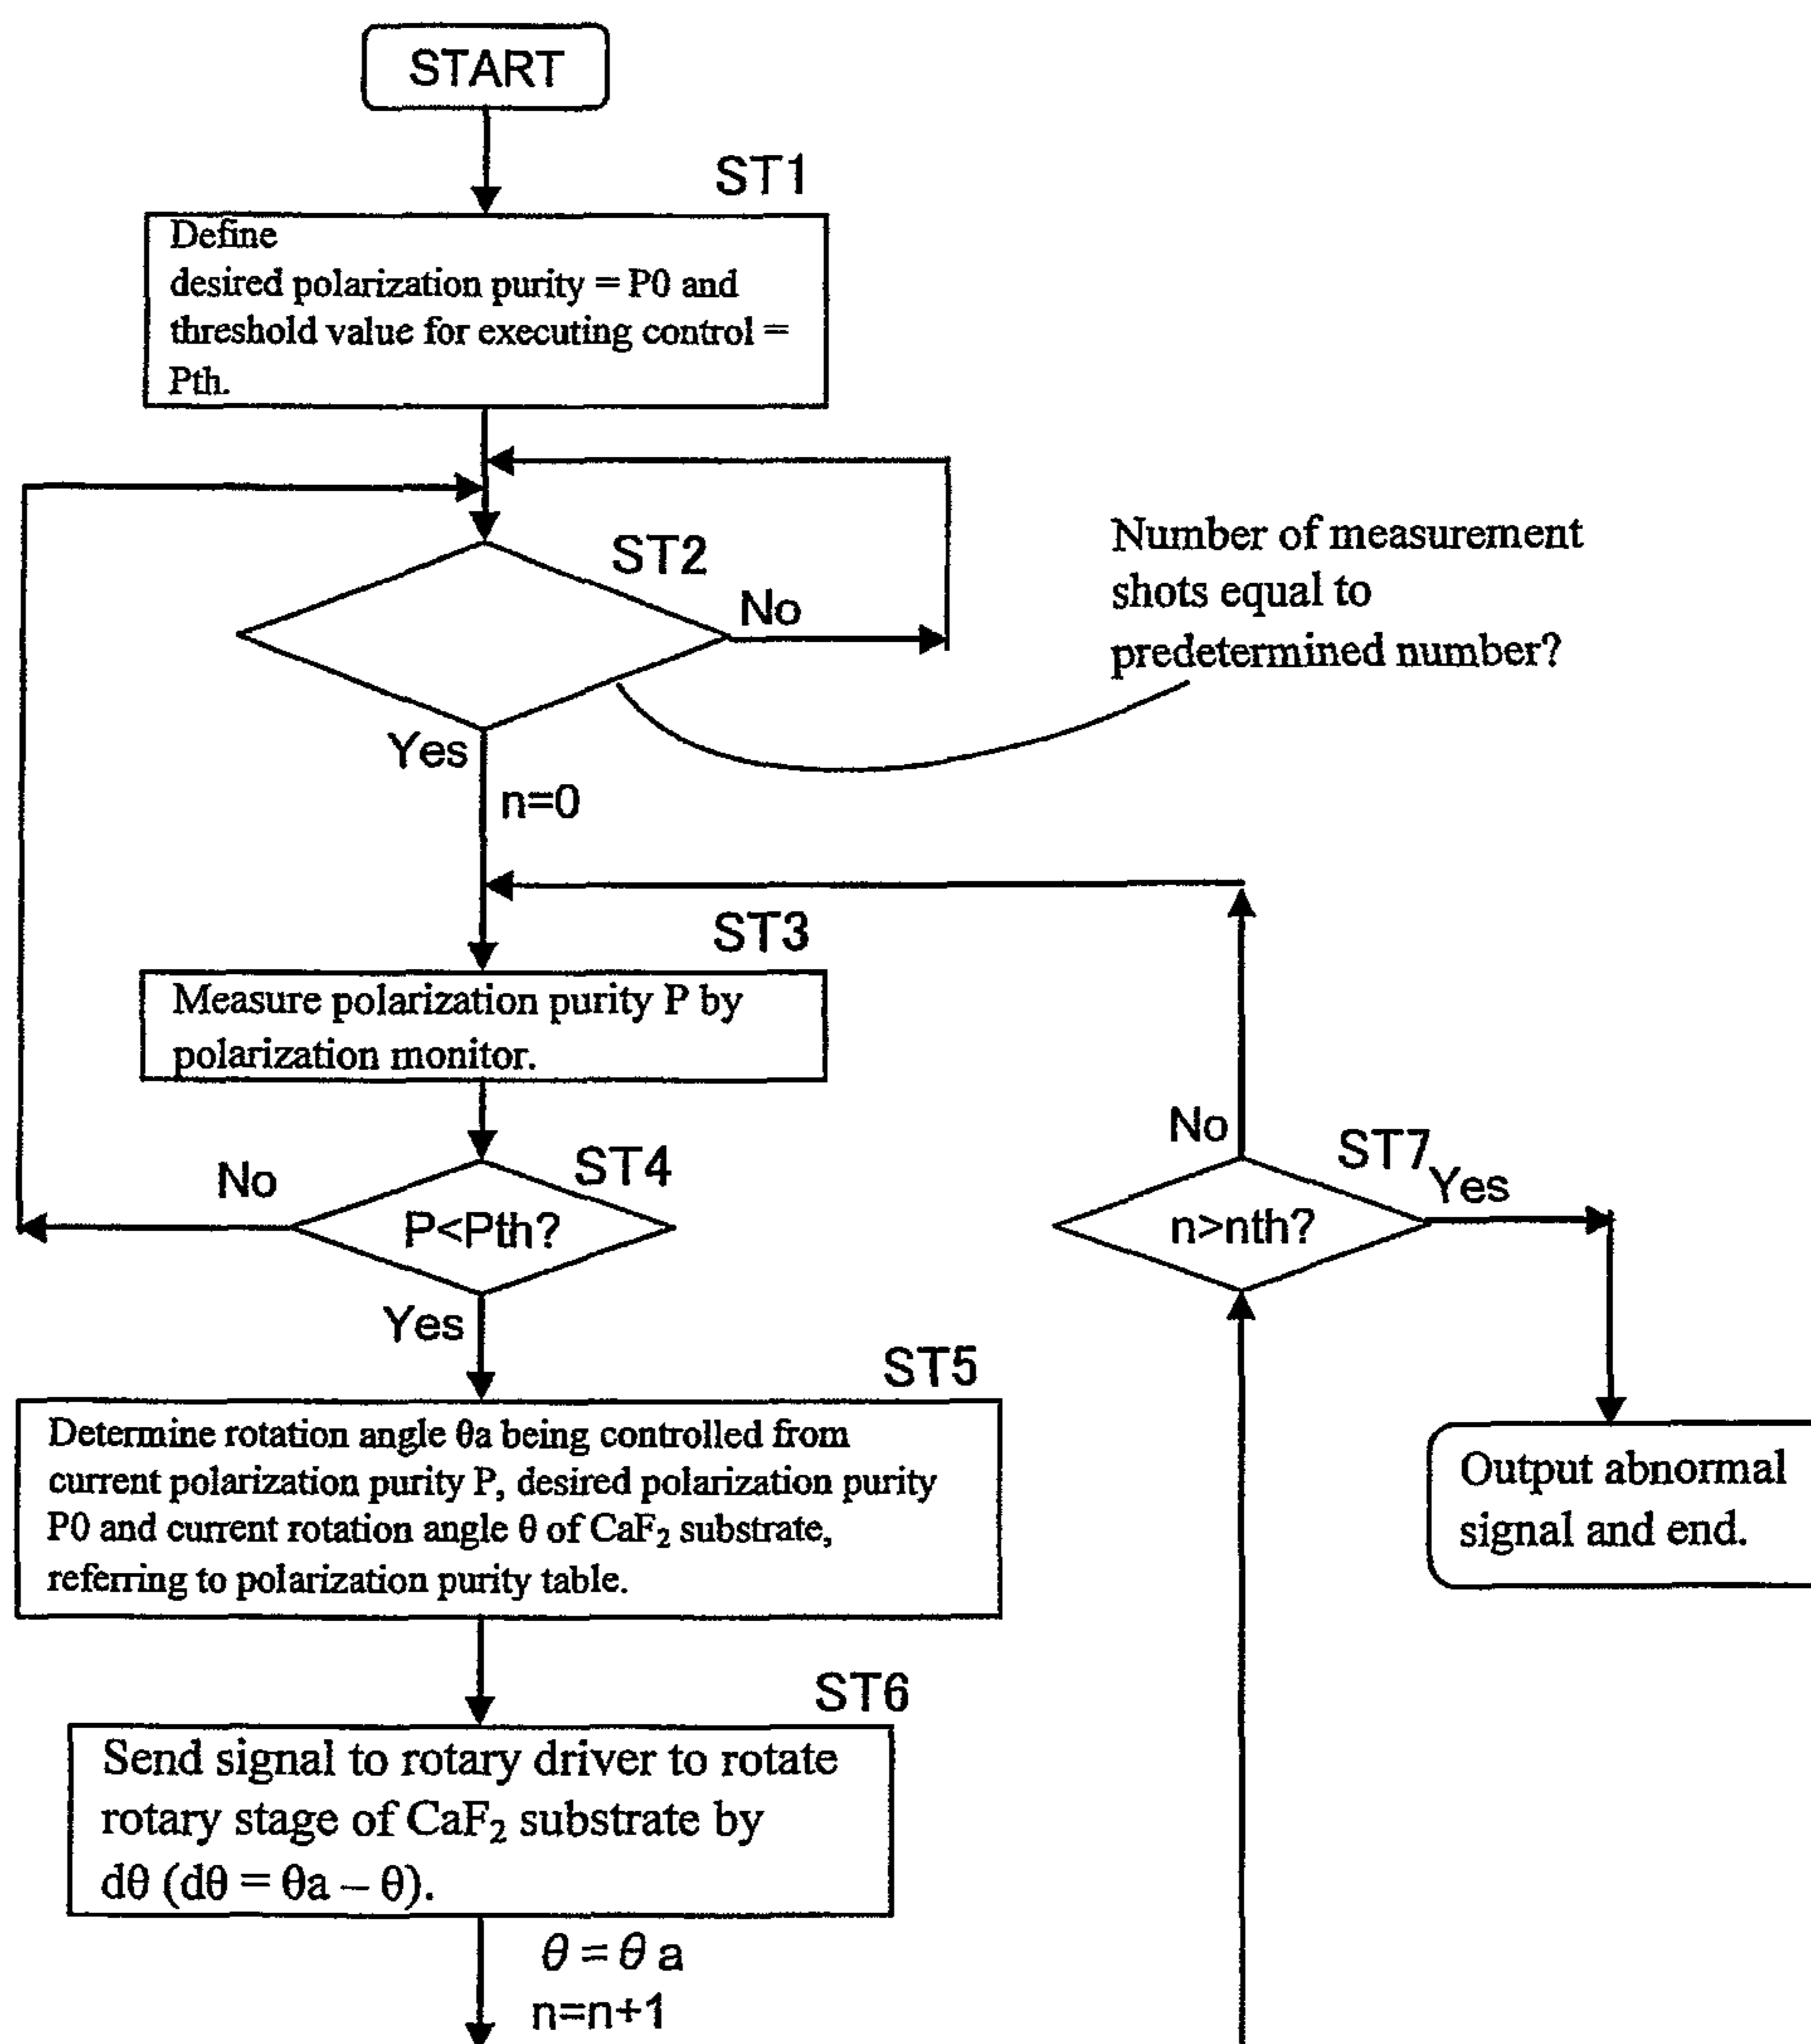 START
ST1
Define
desired polarization purity = P0 and
threshold value for executing control =
Pth.
ST2
No
Number of measurement
shots equal to
predetermined number?
Yes
n=0
ST3
Measure polarization purity P by
polarization monitor.
No
ST4
P<Pth?
Yes
No
ST7
Yes
n>nth?
ST5
Determine rotation angle θa being controlled from
current polarization purity P, desired polarization purity
P0 and current rotation angle θ of CaF₂ substrate,
referring to polarization purity table.
Output abnormal
signal and end.
ST6
Send signal to rotary driver to rotate
rotary stage of CaF₂ substrate by
dθ (dθ = θa – θ).
θ = θ a
n=n+1